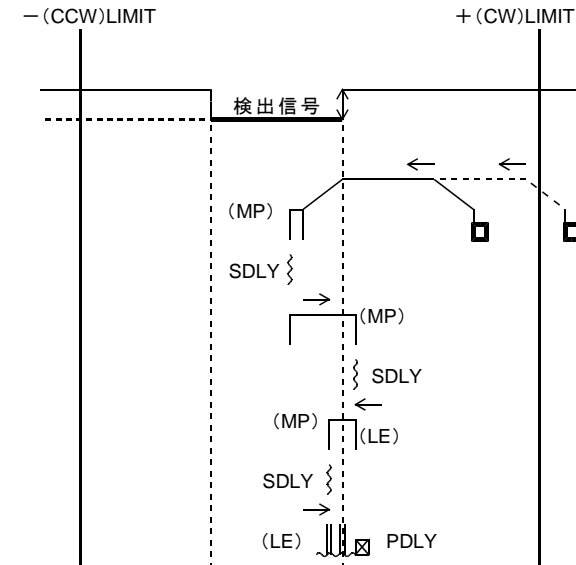 －(CCW)LIMIT
＋(CW)LIMIT
検出信号
(MP)
SDLY
(MP)
SDLY
(MP)
(LE)
SDLY
(LE)
PDLY